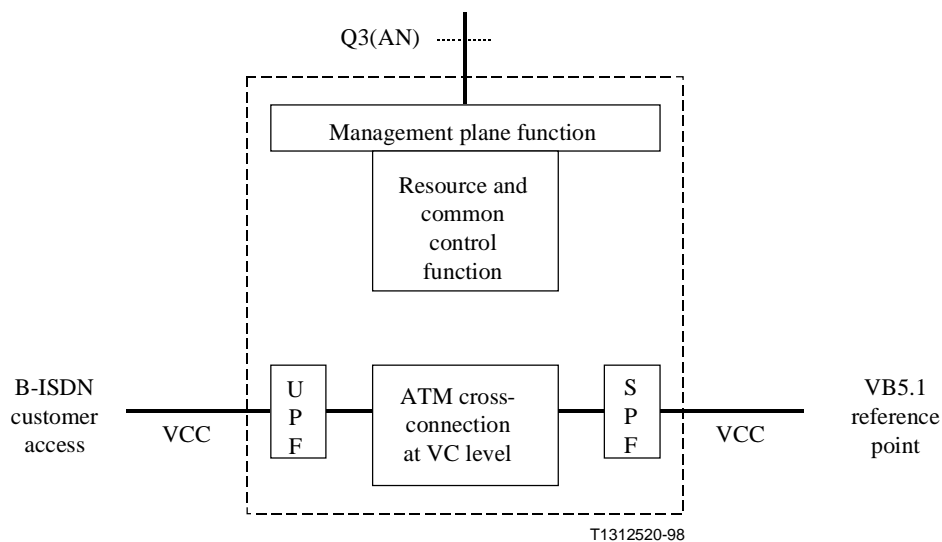 Q3(AN)
Management plane function
Resource and
common
control
function
B-ISDN
customer
access
VCC
U
P
F
ATM cross-
connection
at VC level
S
P
F
VCC
VB5.1
reference
point
T1312520-98